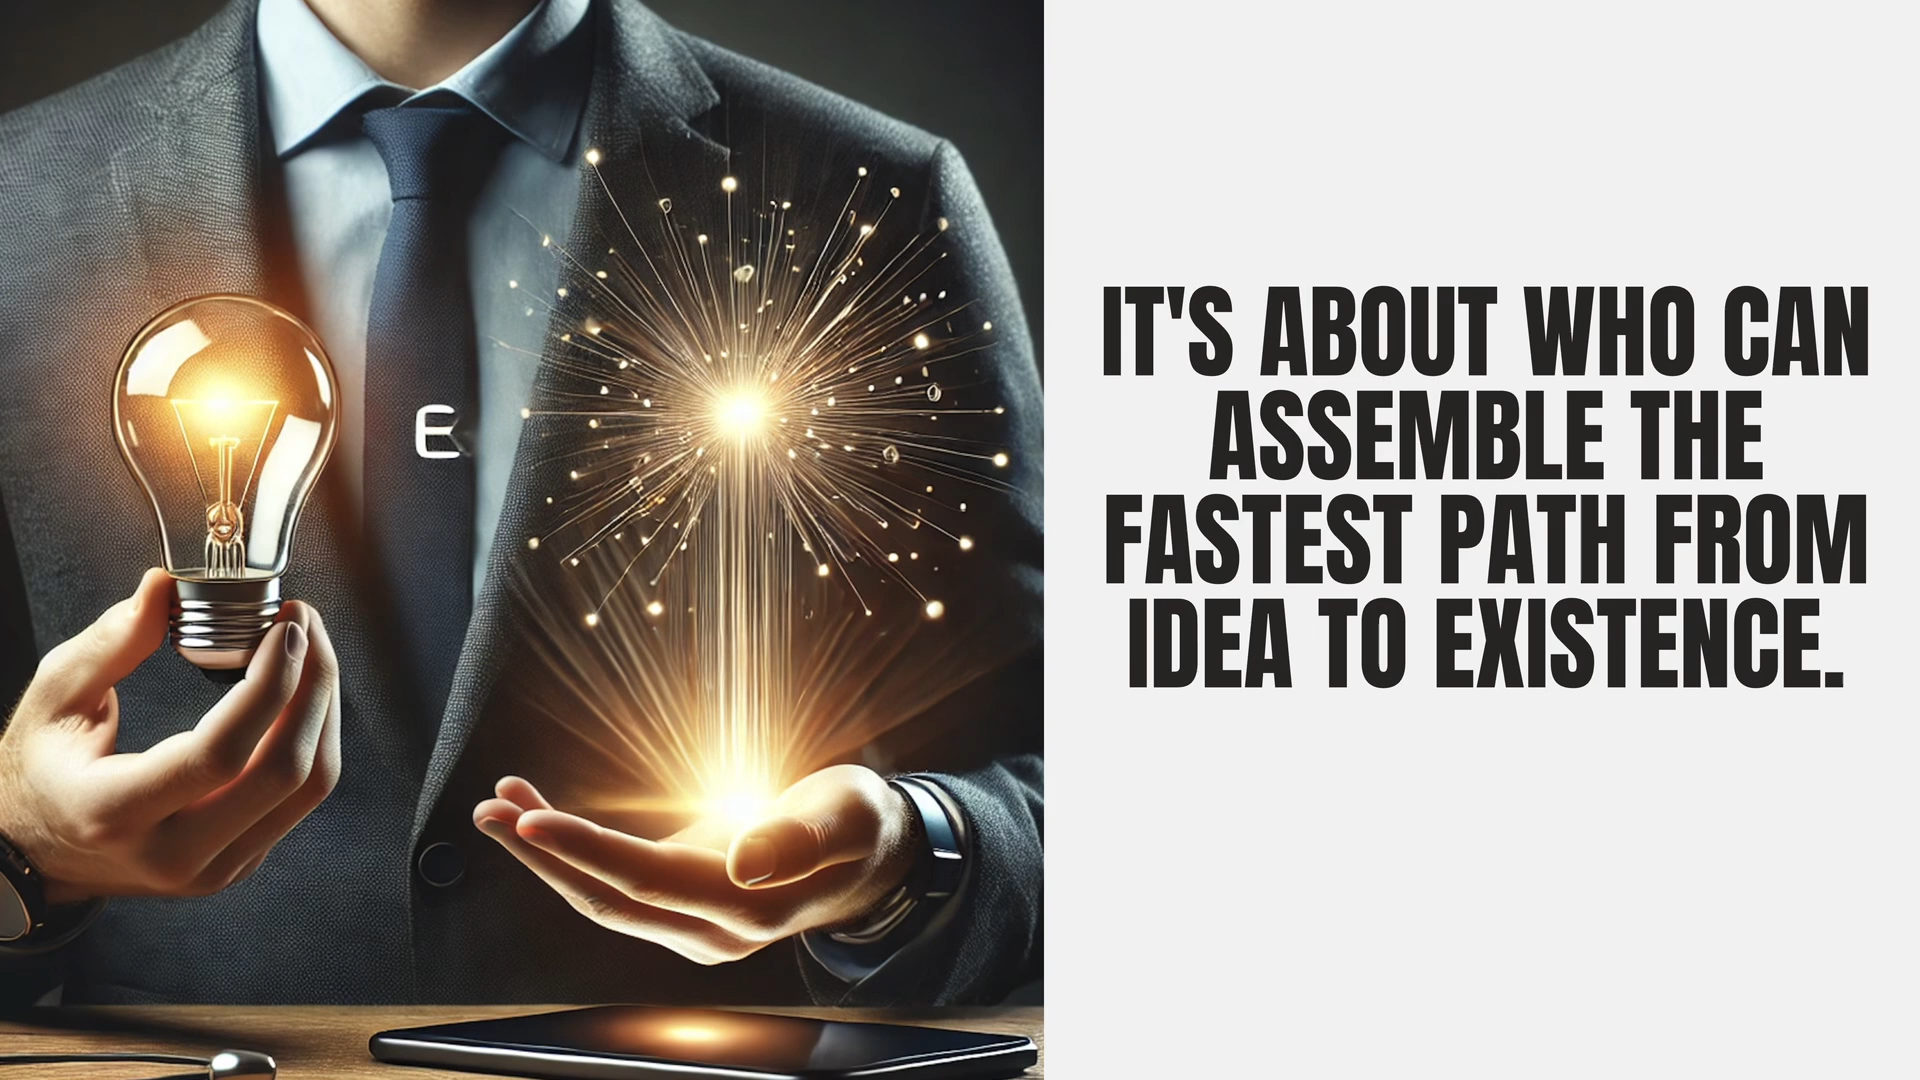 E
IT'S ABOUT WHO CAN
ASSEMBLE THE
FASTEST PATH FROM
IDEA TO EXISTENCE.